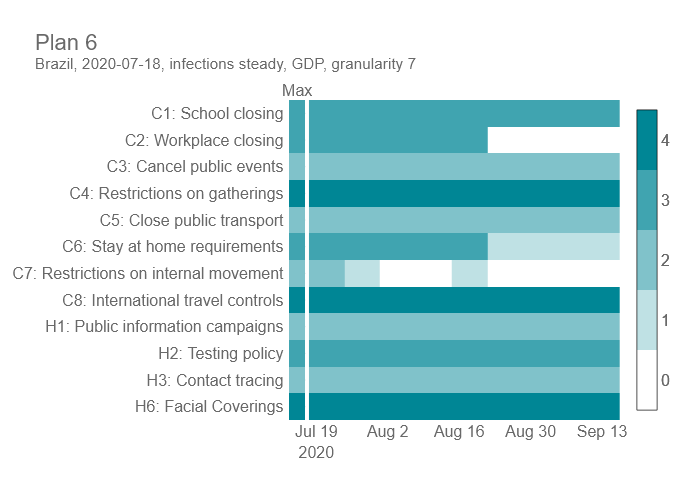 Plan 6
Brazil, 2020-07-18, infections steady, GDP, granularity 7
Max
C1: School closing
C2: Workplace closing
C3: Cancel public events
C4: Restrictions on gatherings
C5: Close public transport
C6: Stay at home requirements
C7: Restrictions on internal movement
C8: International travel controls
H1: Public information campaigns
H2: Testing policy
H3: Contact tracing
H6: Facial Coverings
Jul 19 Aug 2 Aug 16 Aug 30 Sep 13
2020
4
3
2
1
0